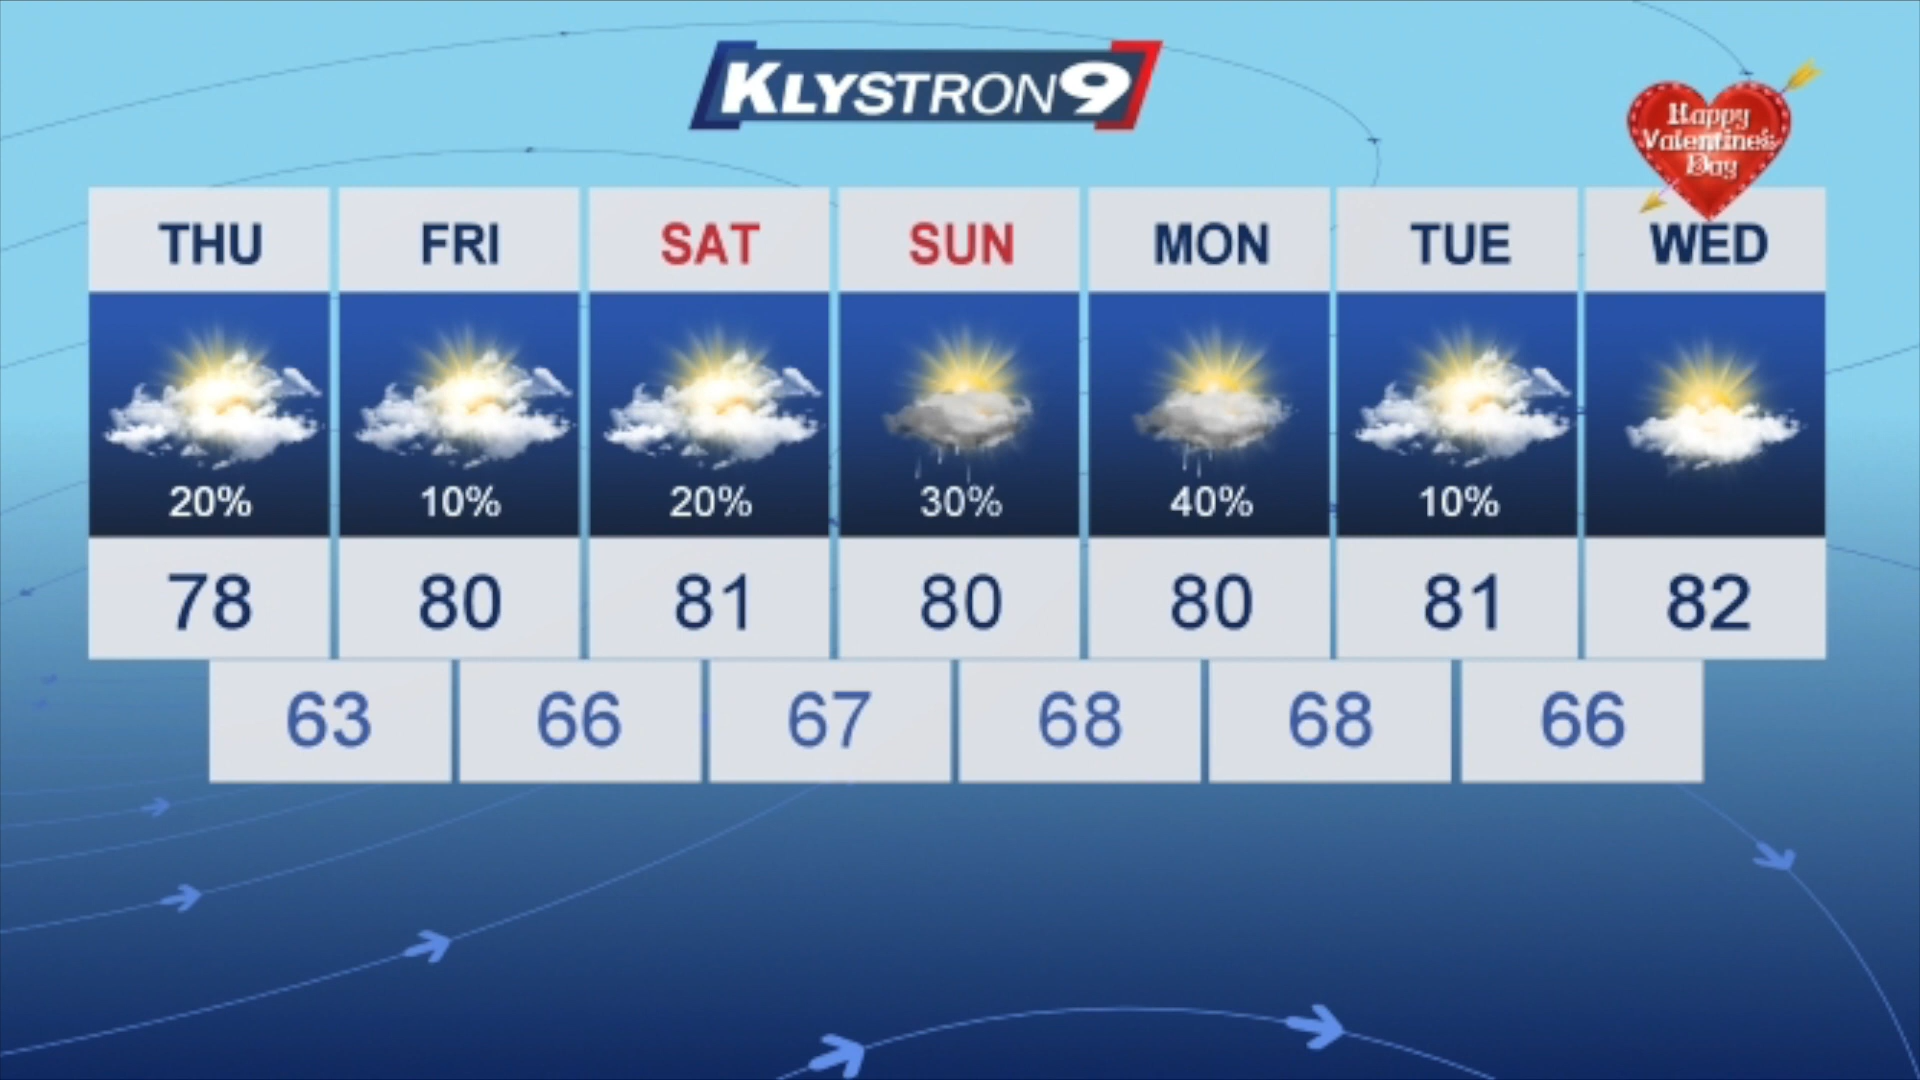 KLYSTRON9
Happy
Valentine's
Day
THU FRI SAT SUN MON TUE WED
20% 10% 20% 30% 40% 10%
78 80 81 80 80 81 82
63 66 67 68 68 66